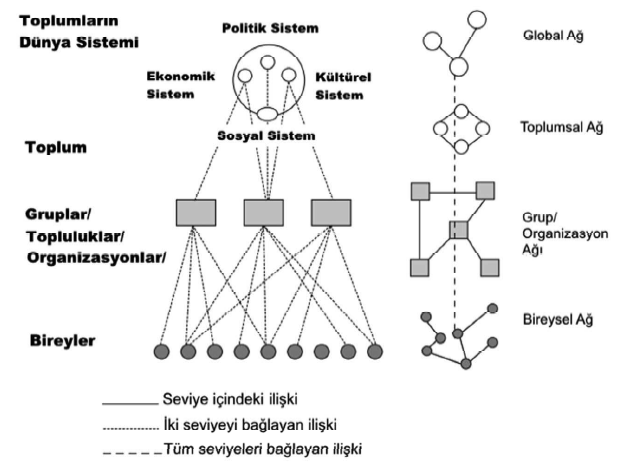 Toplumların
Dünya Sistemi
Politik Sistem
Ekonomik
Sistem
Kültürel
Sistem
Sosyal Sistem
Global Ağ
Toplum
Toplumsal Ağ
Gruplar/
Topluluklar/
Organizasyonlar/
Grup/
Organizasyon
Ağı
Bireyler
Bireysel Ağ
Seviye içindeki ilişki
İki seviyeyi bağlayan ilişki
Tüm seviyeleri bağlayan ilişki